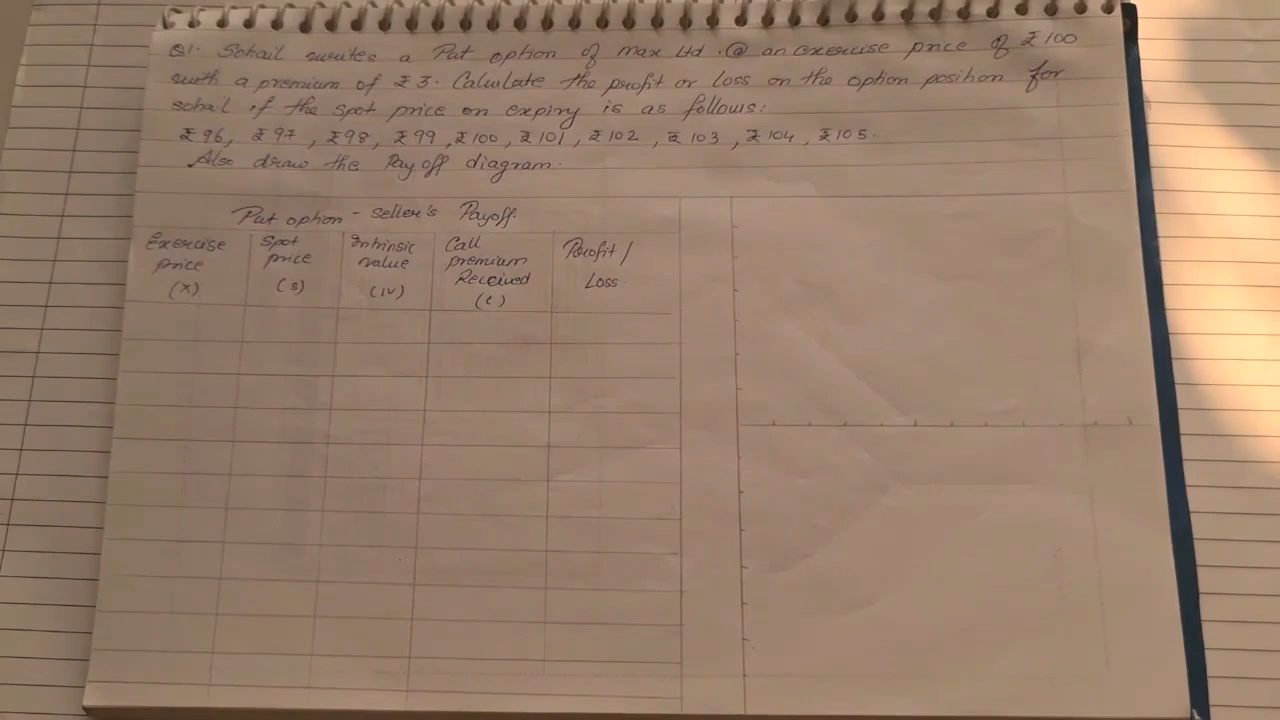 Q1. Sohail writes a Put option of Max Ltd. @ an exercise price of ₹100
with a premium of ₹3. Calculate the profit or loss on the option position for
sohail if the spot price on expiry is as follows:
₹96, ₹97, ₹98, ₹99, ₹100, ₹101, ₹102, ₹103, ₹104, ₹105.
Also draw the Pay off diagram.
Put option - seller's Payoff.
Exercise price (X)
Spot price (S)
Intrinsic value (IV)
Call premium Received (C)
Profit / Loss